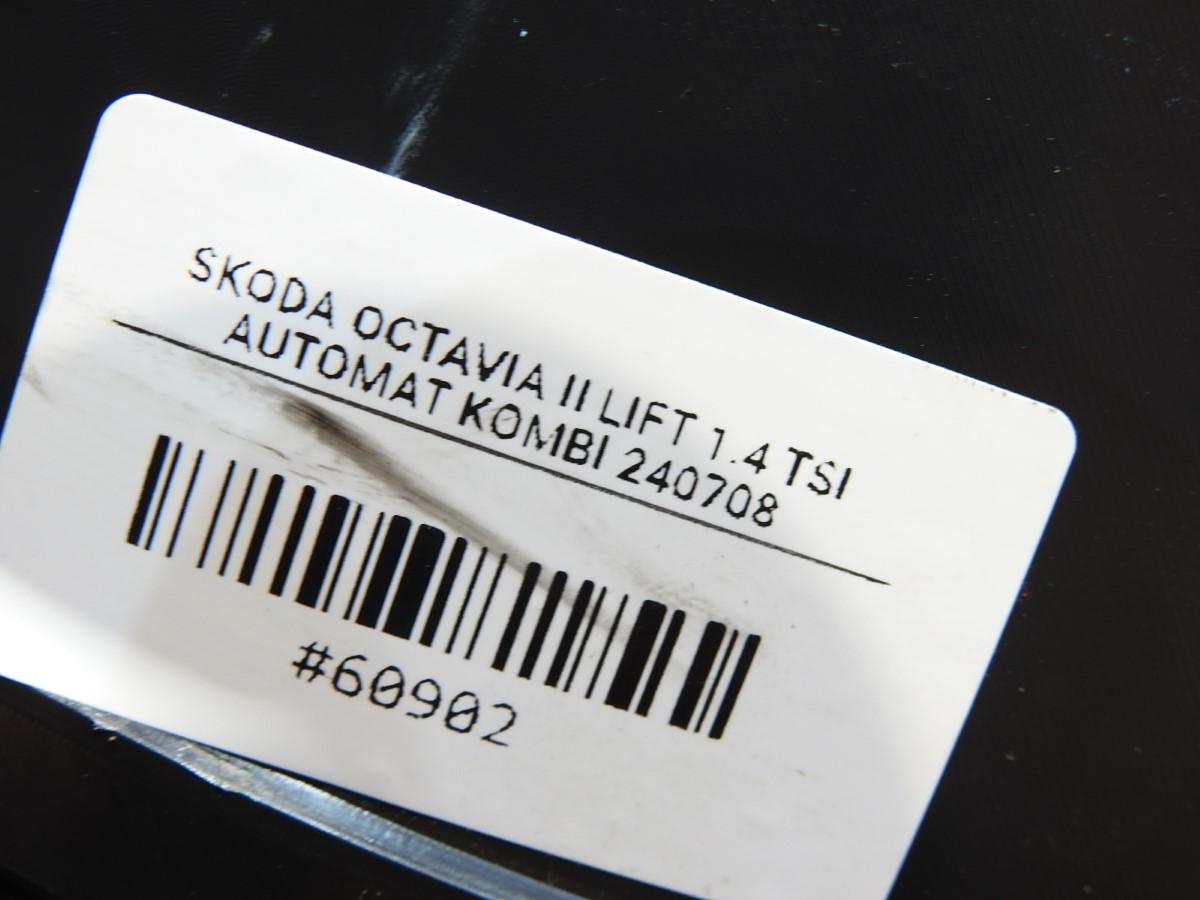 SKODA OCTAVIA II LIFT 1.4 TSI
AUTOMAT KOMBI 240708
#60902